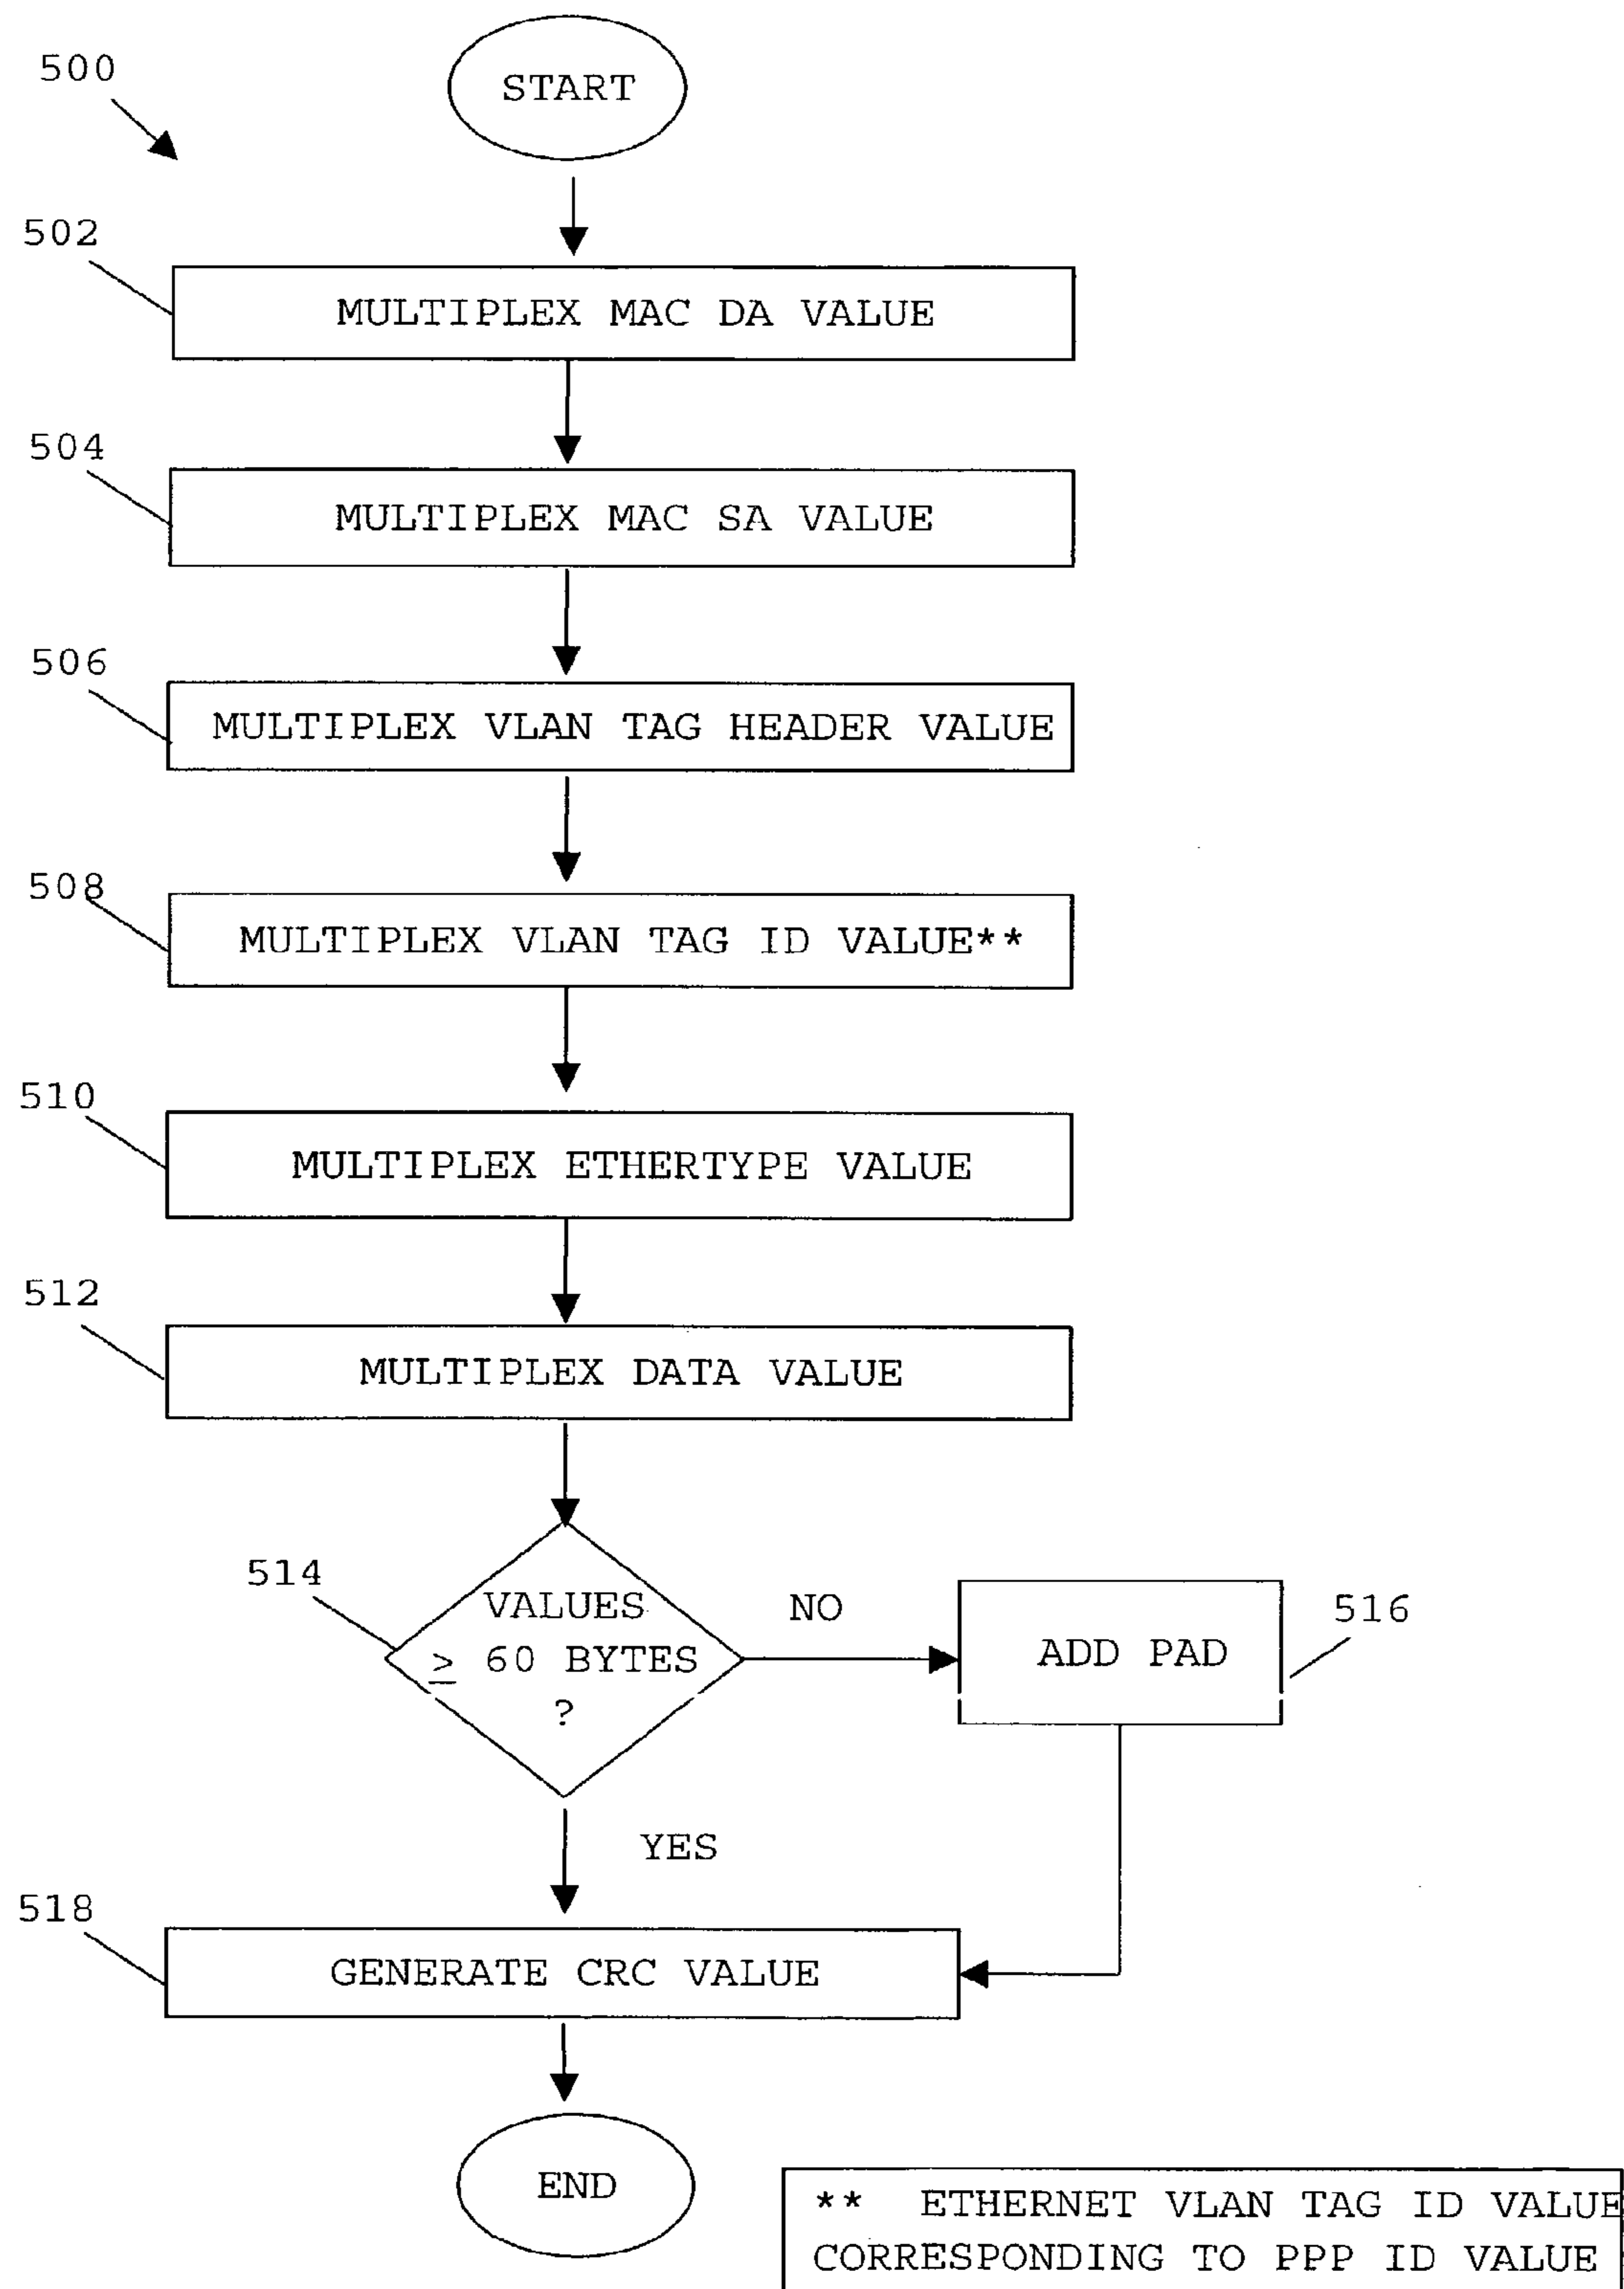 500
START
502
MULTIPLEX MAC DA VALUE
504
MULTIPLEX MAC SA VALUE
506
MULTIPLEX VLAN TAG HEADER VALUE
508
MULTIPLEX VLAN TAG ID VALUE**
510
MULTIPLEX ETHERTYPE VALUE
512
MULTIPLEX DATA VALUE
514
VALUES
≥ 60 BYTES
?
NO
ADD PAD
516
YES
518
GENERATE CRC VALUE
END
** ETHERNET VLAN TAG ID VALUE
CORRESPONDING TO PPP ID VALUE